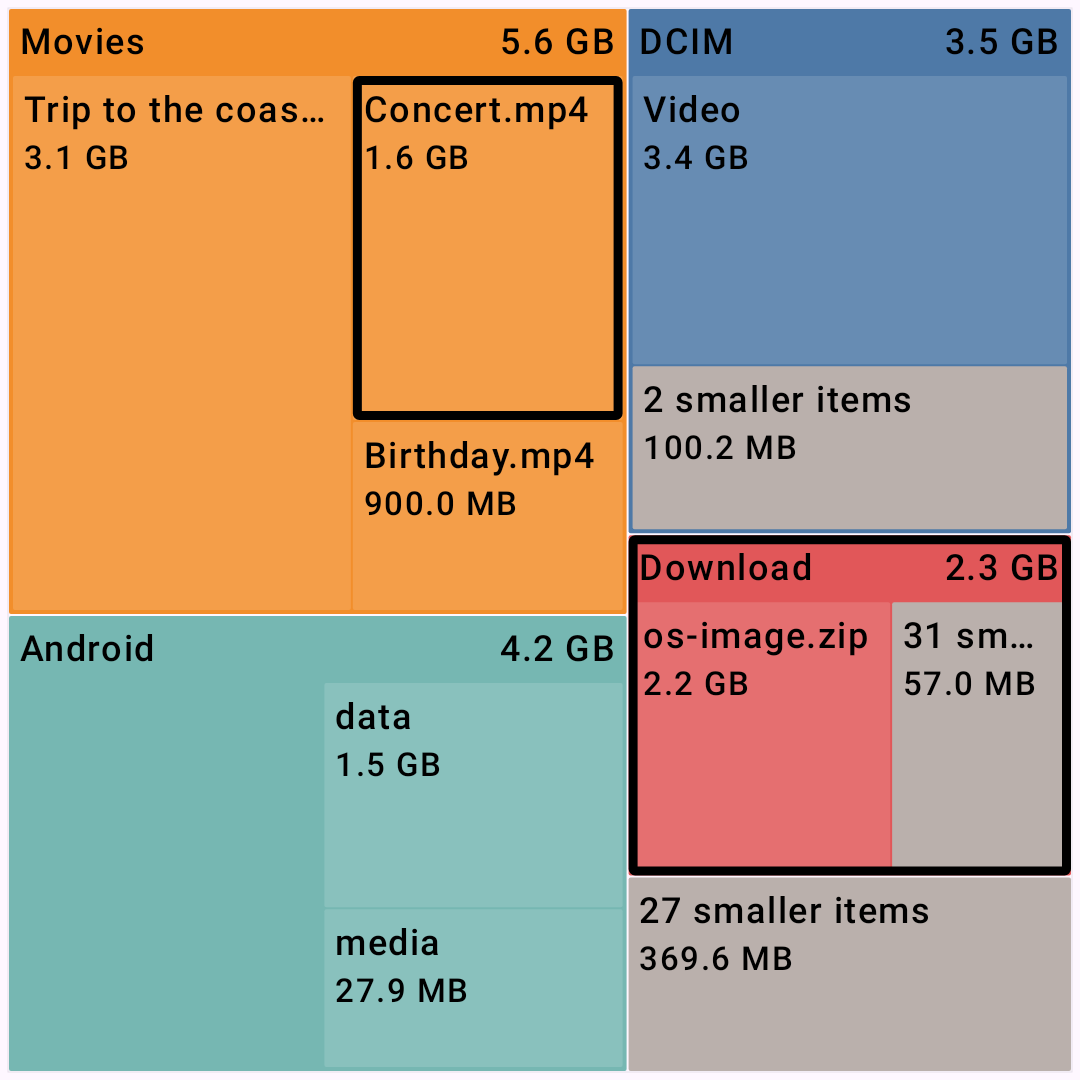 Movies 5.6 GB
Trip to the coas...
3.1 GB
Concert.mp4
1.6 GB
Birthday.mp4
900.0 MB
DCIM 3.5 GB
Video
3.4 GB
2 smaller items
100.2 MB
Android 4.2 GB
data
1.5 GB
media
27.9 MB
Download 2.3 GB
os-image.zip
2.2 GB
31 sm...
57.0 MB
27 smaller items
369.6 MB